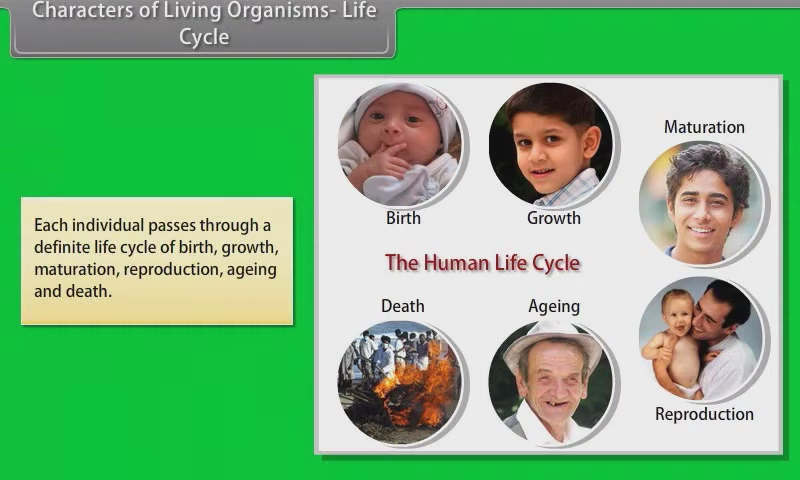 Characters of Living Organisms- Life
Cycle
Each individual passes through a
definite life cycle of birth, growth,
maturation, reproduction, ageing
and death.
Birth
Growth
Maturation
The Human Life Cycle
Death
Ageing
Reproduction